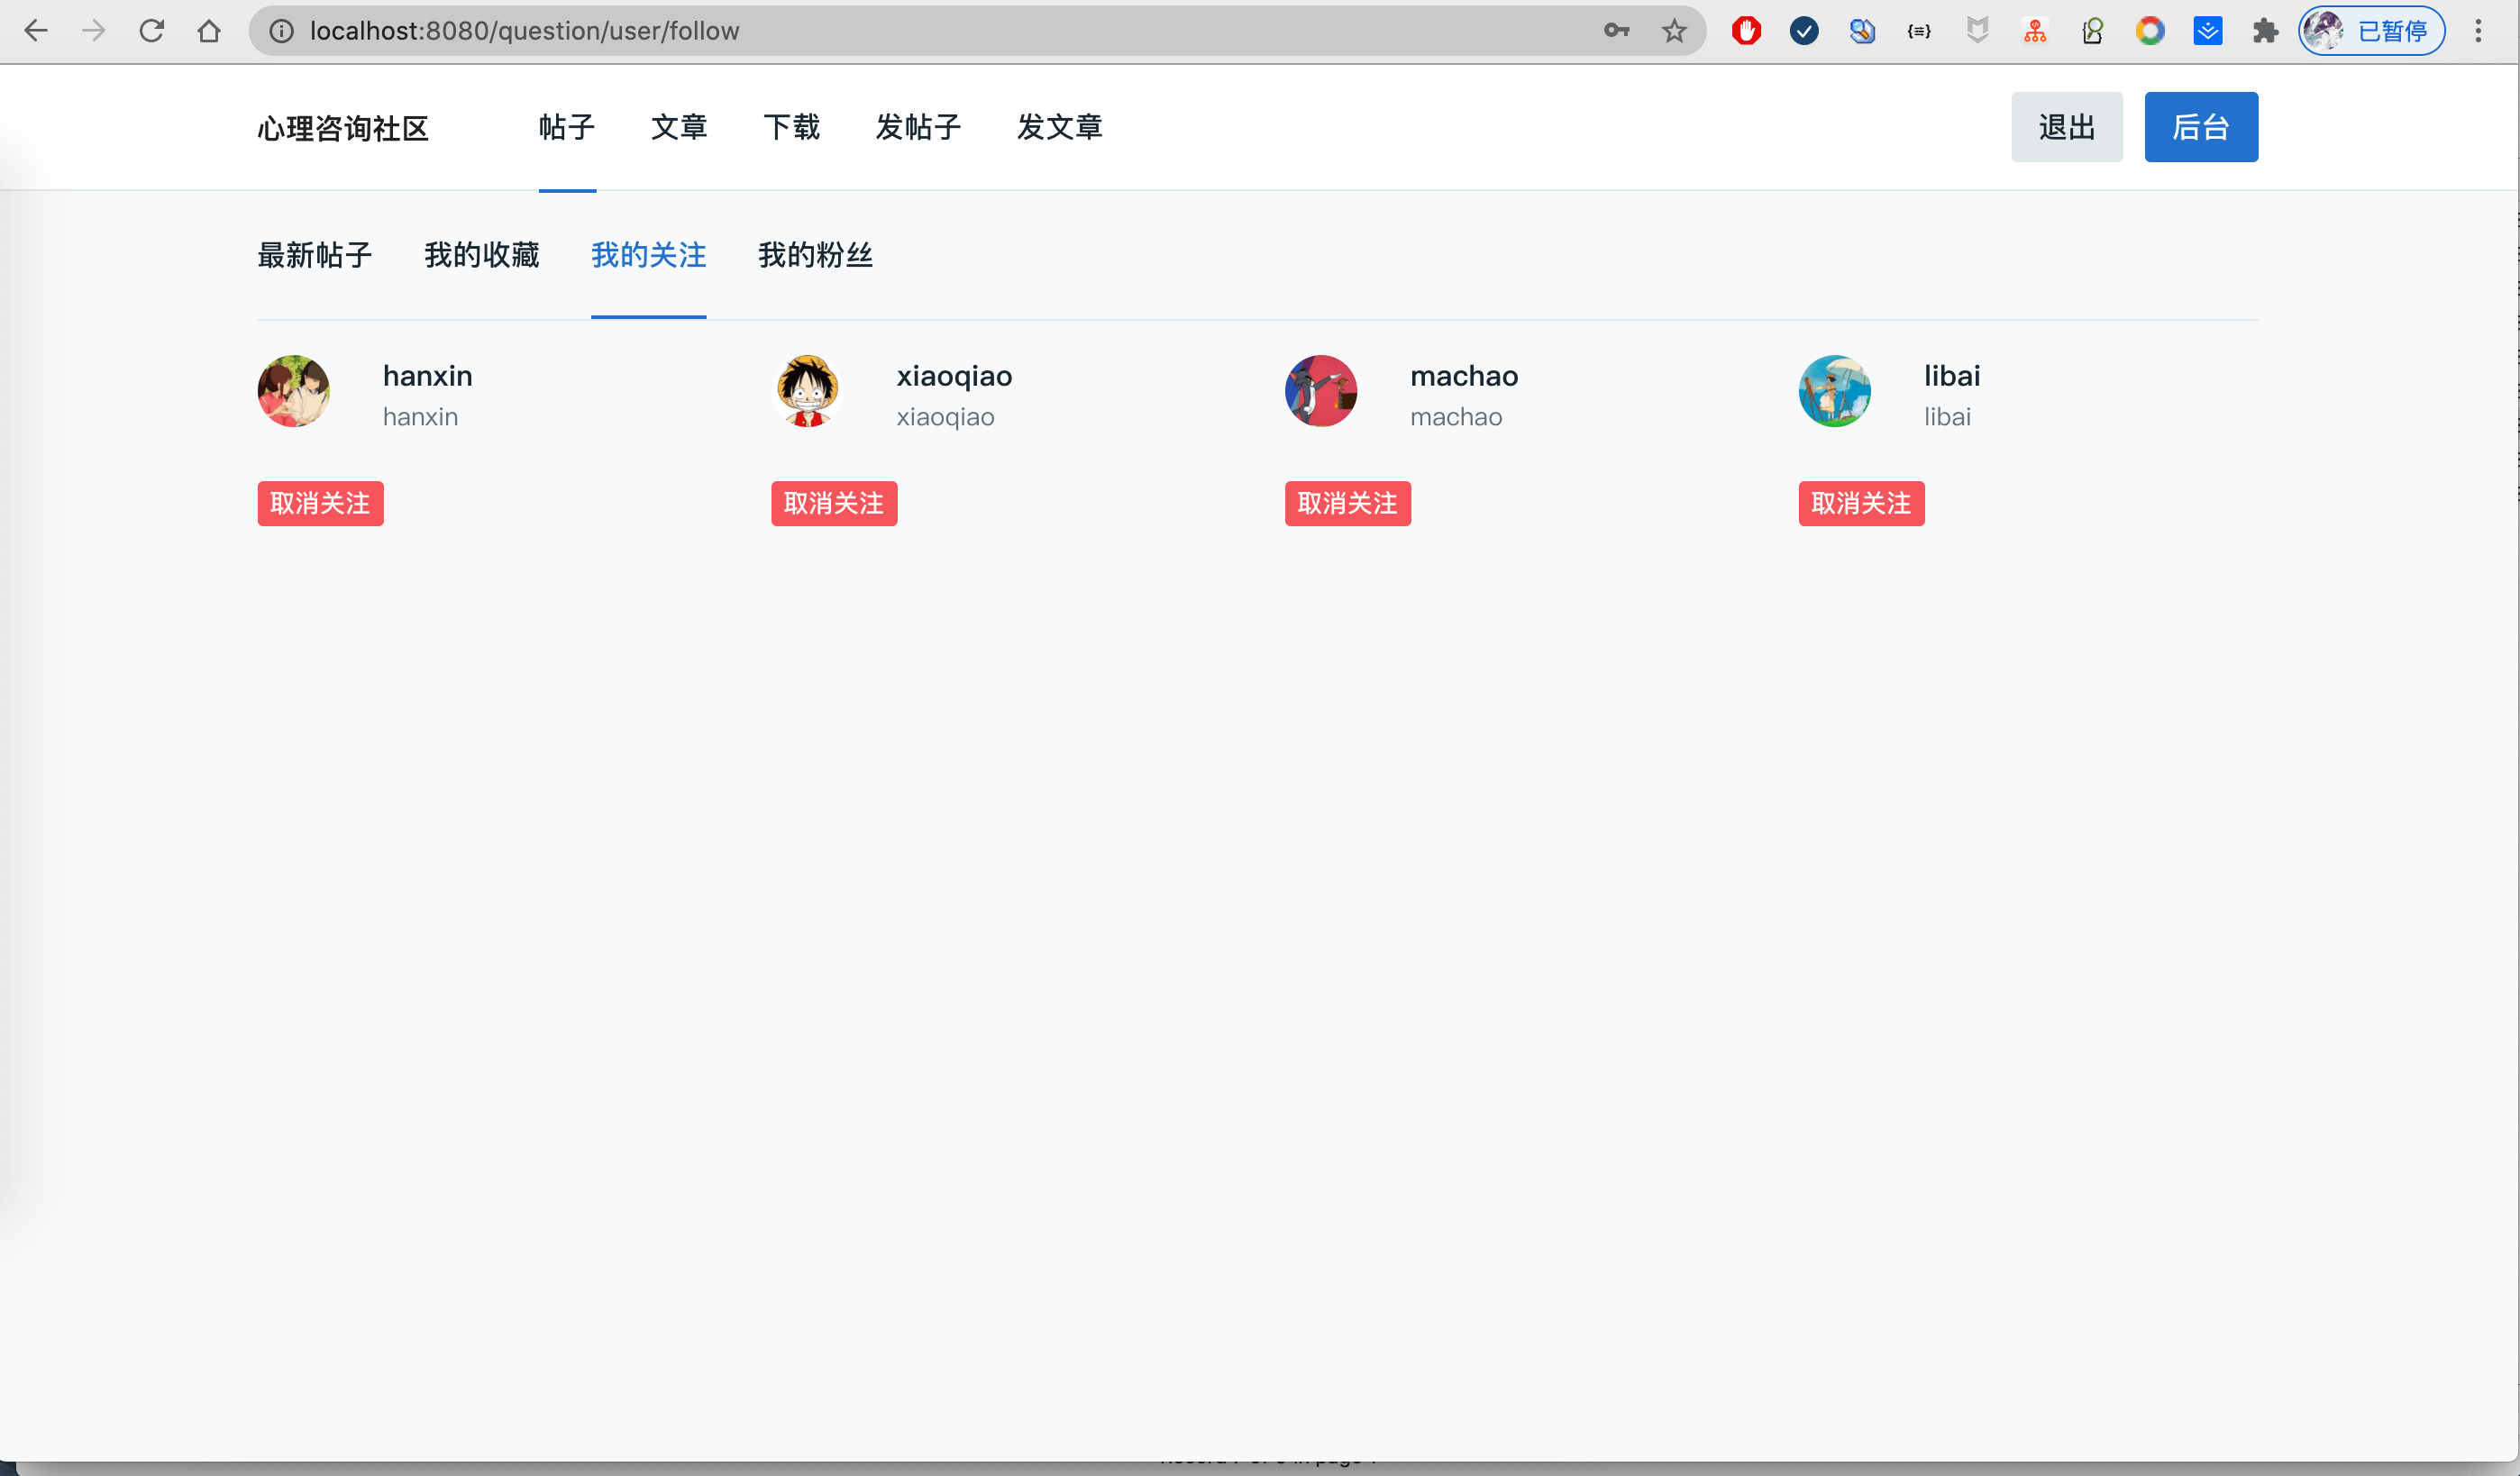 localhost:8080/question/user/follow
已暂停
心理咨询社区 帖子 文章 下载 发帖子 发文章 退出 后台
最新帖子 我的收藏 我的关注 我的粉丝
hanxin
hanxin
取消关注
xiaoqiao
xiaoqiao
取消关注
machao
machao
取消关注
libai
libai
取消关注